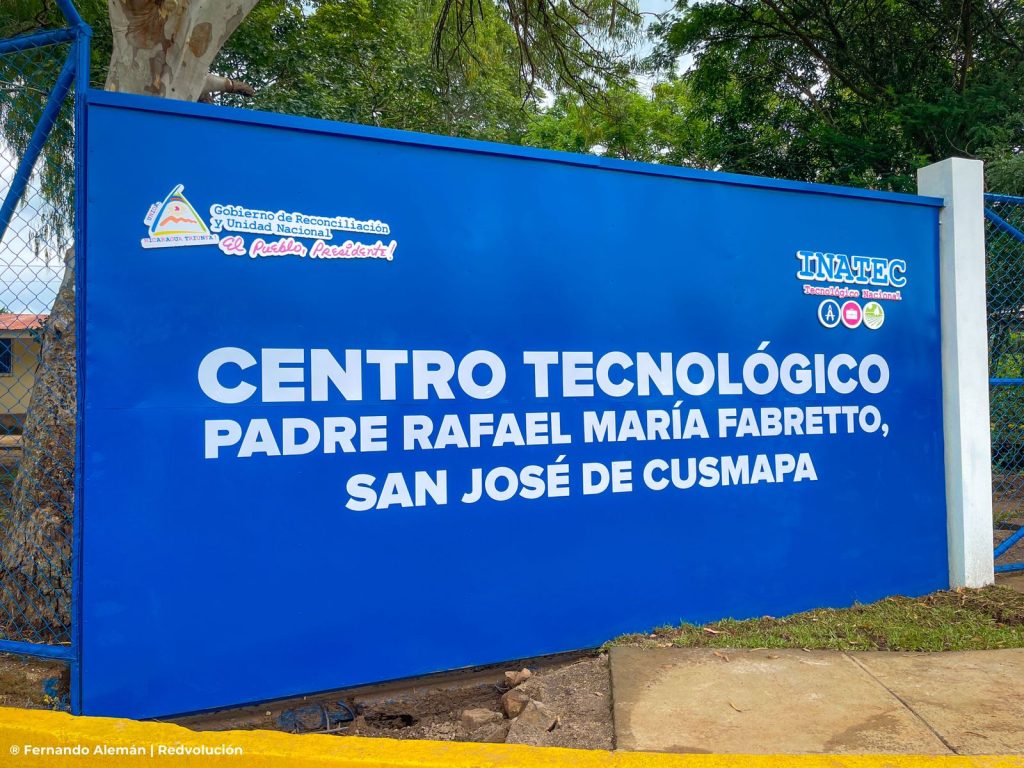 Gobierno de Reconciliación
y Unidad Nacional
El Pueblo, Presidente!
INATEC
Tecnológico Nacional
CENTRO TECNOLÓGICO
PADRE RAFAEL MARÍA FABRETTO,
SAN JOSÉ DE CUSMAPA
® Fernando Alemán | Redvolución